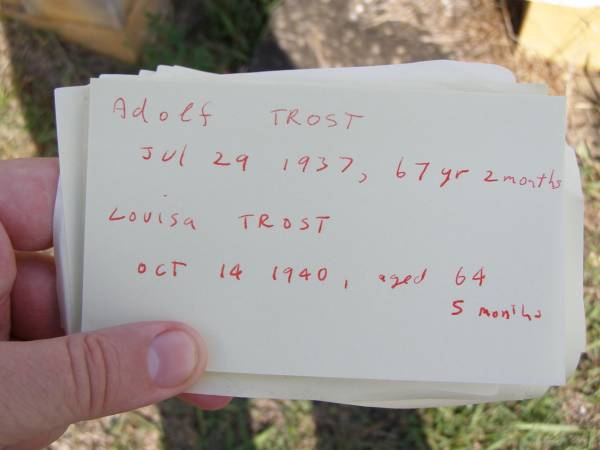 Adolf TROST
Jul 29 1937, 67 yr 2 months
Louisa TROST
OCT 14 1940, aged 64
5 months